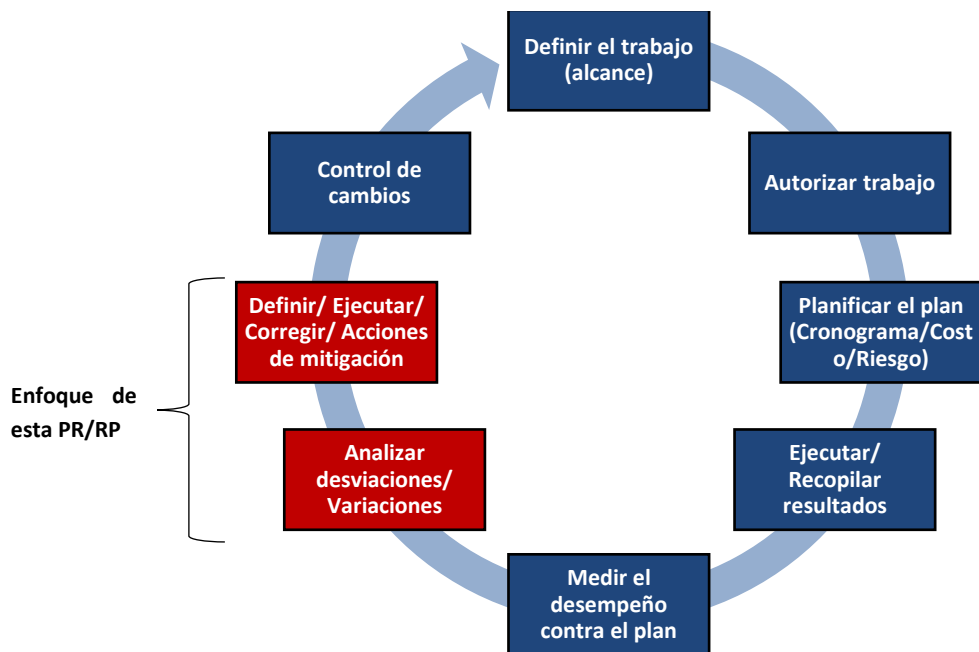 Definir el trabajo
(alcance)
Autorizar trabajo
Planificar el plan
(Cronograma/Cost
o/Riesgo)
Ejecutar/
Recopilar
resultados
Medir el
desempeño
contra el plan
Analizar
desviaciones/
Variaciones
Definir/ Ejecutar/
Corregir/ Acciones
de mitigación
Control de
cambios
Enfoque de
esta PR/RP